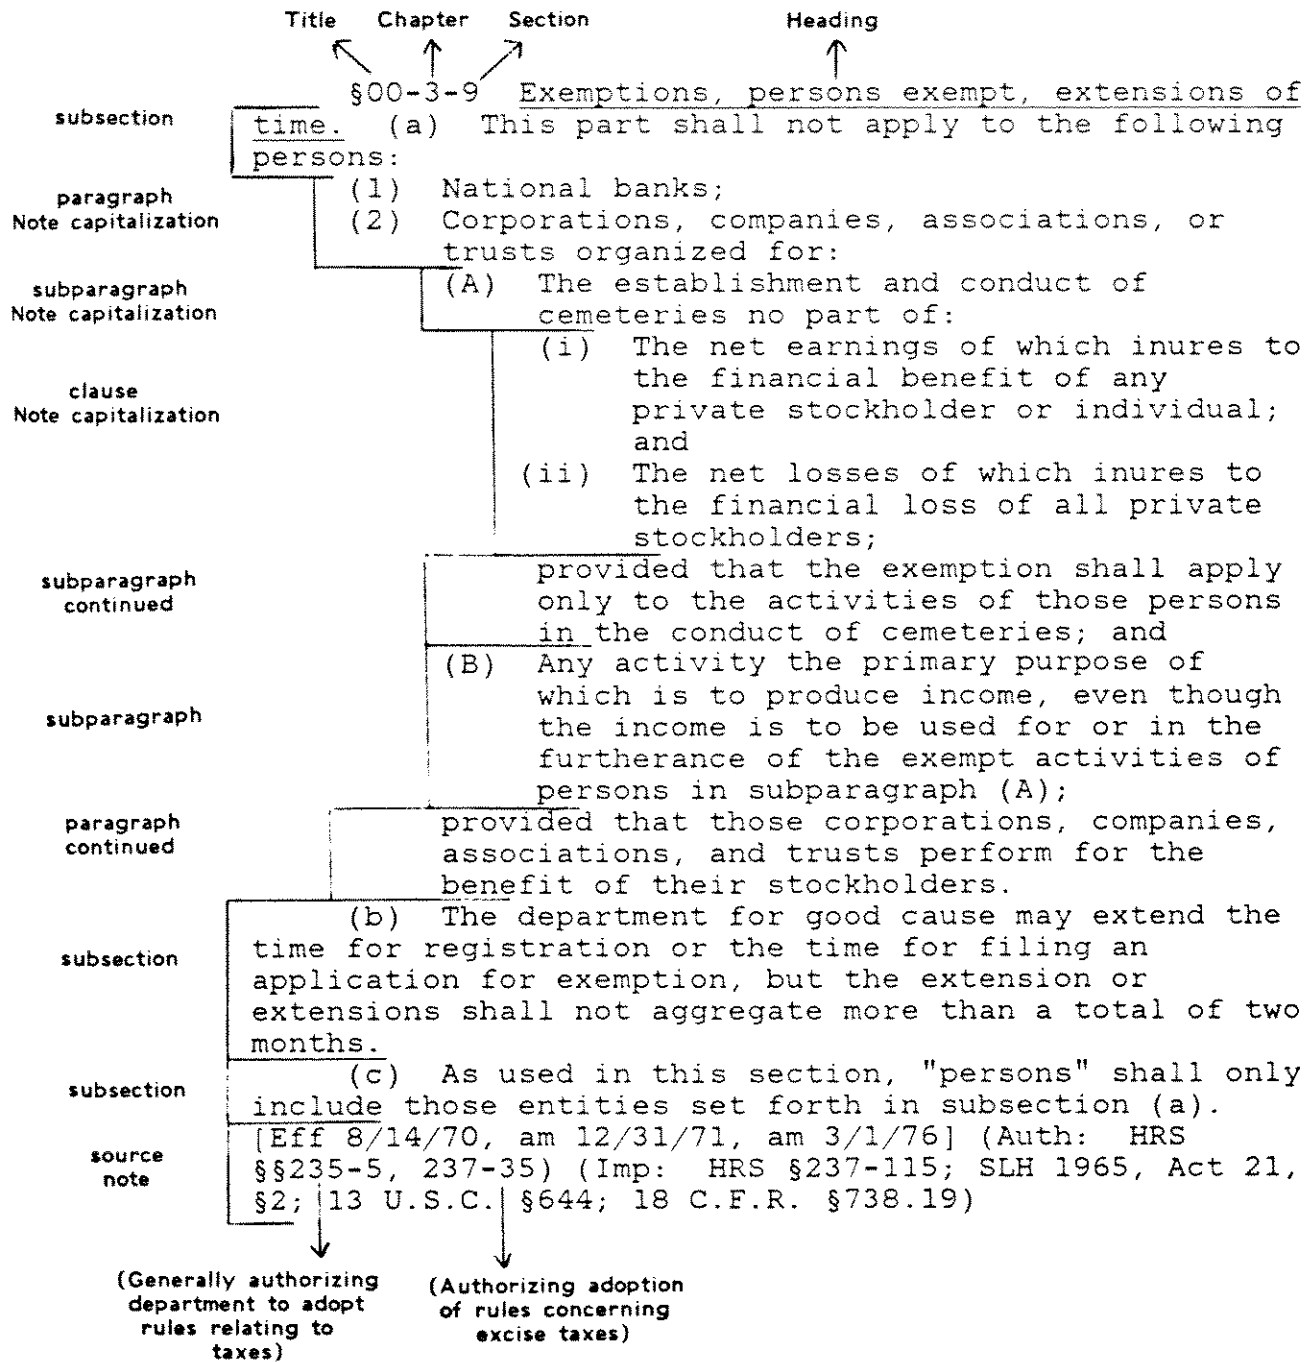 Title Chapter Section Heading
§00-3-9 Exemptions, persons exempt, extensions of
subsection
time. (a) This part shall not apply to the following
persons:
paragraph
Note capitalization
(1) National banks;
(2) Corporations, companies, associations, or
trusts organized for:
subparagraph
Note capitalization
(A) The establishment and conduct of
cemeteries no part of:
clause
Note capitalization
(i) The net earnings of which inures to
the financial benefit of any
private stockholder or individual;
and
(ii) The net losses of which inures to
the financial loss of all private
stockholders;
subparagraph
continued
provided that the exemption shall apply
only to the activities of those persons
in the conduct of cemeteries; and
subparagraph
(B) Any activity the primary purpose of
which is to produce income, even though
the income is to be used for or in the
furtherance of the exempt activities of
persons in subparagraph (A);
paragraph
continued
provided that those corporations, companies,
associations, and trusts perform for the
benefit of their stockholders.
subsection
(b) The department for good cause may extend the
time for registration or the time for filing an
application for exemption, but the extension or
extensions shall not aggregate more than a total of two
months.
subsection
(c) As used in this section, "persons" shall only
include those entities set forth in subsection (a).
source
note
[Eff 8/14/70, am 12/31/71, am 3/1/76] (Auth: HRS
§§235-5, 237-35) (Imp: HRS §237-115; SLH 1965, Act 21,
§2; 13 U.S.C. §644; 18 C.F.R. §738.19)
(Generally authorizing
department to adopt
rules relating to
taxes)
(Authorizing adoption
of rules concerning
excise taxes)